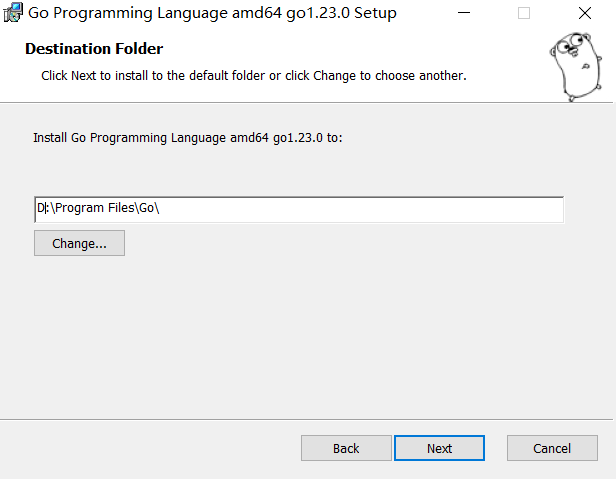 Go Programming Language amd64 go1.23.0 Setup
Destination Folder
Click Next to install to the default folder or click Change to choose another.
Install Go Programming Language amd64 go1.23.0 to:
D:\Program Files\Go\
Change...
Back Next Cancel